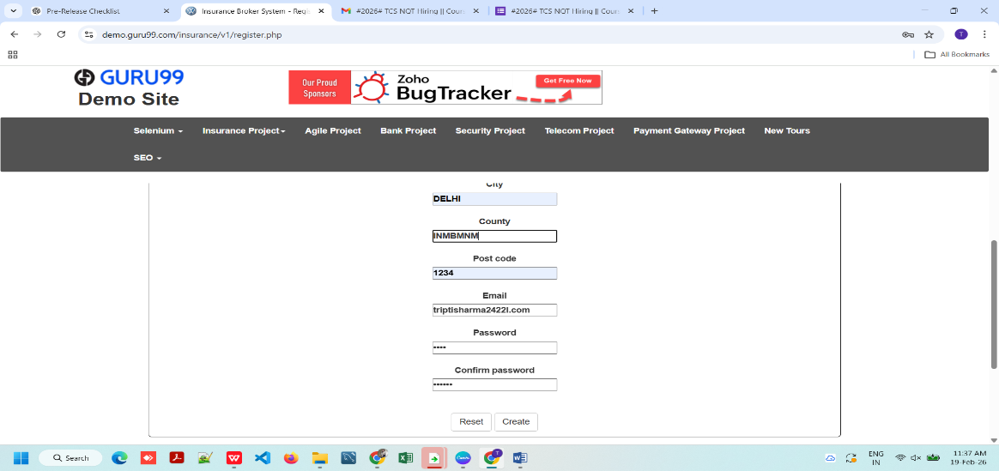 Pre-Release Checklist
Insurance Broker System - Regis
#2026# TCS NOT Hiring || Cours
#2026# TCS NOT Hiring || Cours
demo.guru99.com/insurance/v1/register.php
T
All Bookmarks
GURU99
Demo Site
Our Proud
Sponsors
Zoho
BugTracker
Get Free Now
Selenium
Insurance Project
Agile Project
Bank Project
Security Project
Telecom Project
Payment Gateway Project
New Tours
SEO
City
DELHI
County
INMBMNM
Post code
1234
Email
triptisharma2422l.com
Password
••••
Confirm password
••••••
Reset
Create
Search
ENG
IN
11:37 AM
19-Feb-26